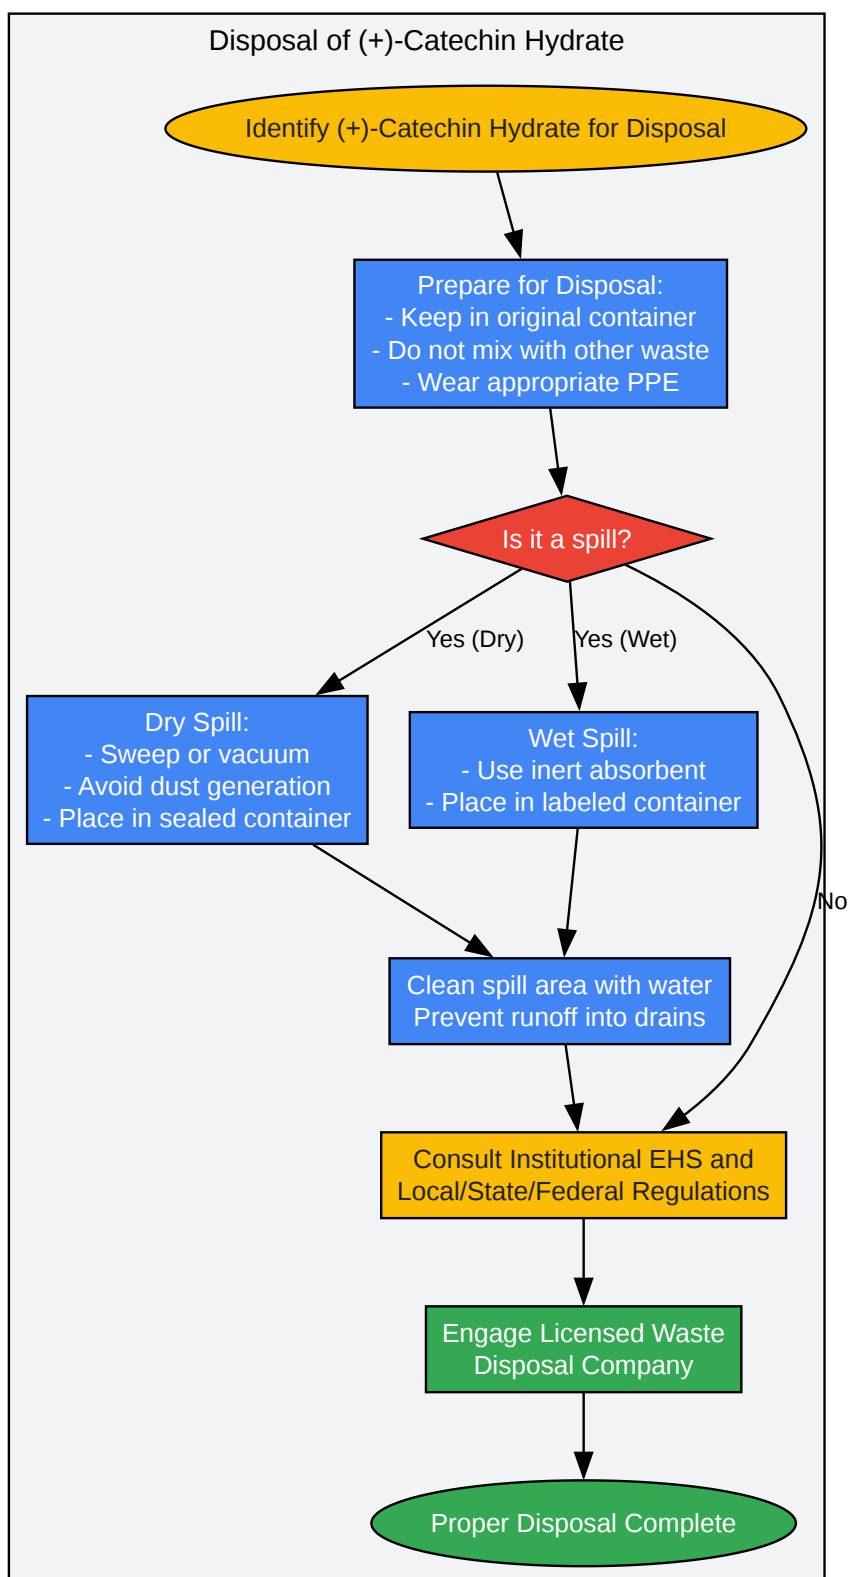 Disposal of (+)-Catechin Hydrate
Identify (+)-Catechin Hydrate for Disposal
Prepare for Disposal:
- Keep in original container
- Do not mix with other waste
- Wear appropriate PPE
Is it a spill?
Yes (Dry)
Yes (Wet)
Dry Spill:
- Sweep or vacuum
- Avoid dust generation
- Place in sealed container
Wet Spill:
- Use inert absorbent
- Place in labeled container
No
Clean spill area with water
Prevent runoff into drains
Consult Institutional EHS and
Local/State/Federal Regulations
Engage Licensed Waste
Disposal Company
Proper Disposal Complete